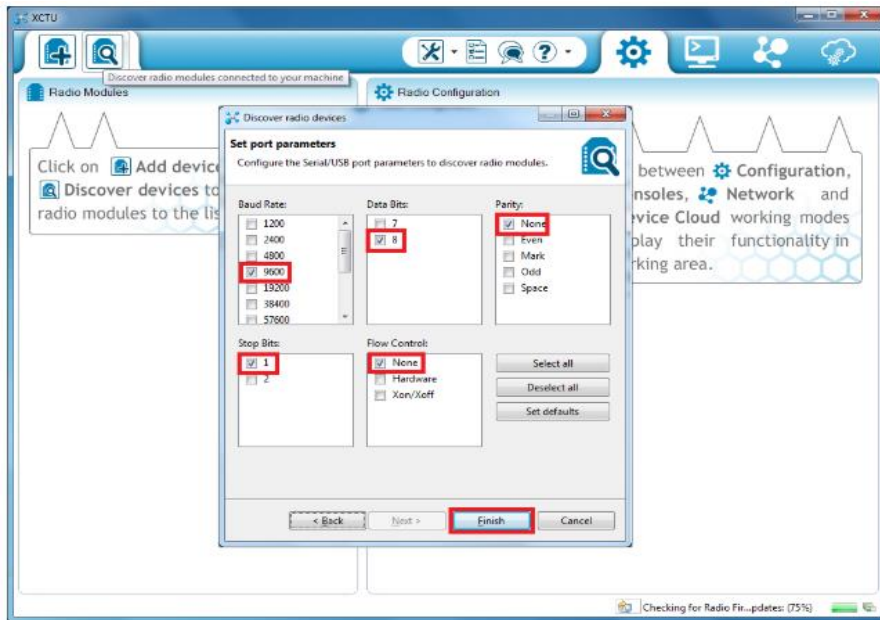 XCTU
Discover radio modules connected to your machine
Radio Modules
Radio Configuration
Click on Add device
Discover devices to
radio modules to the lis
between Configuration,
nsoles, Network and
vice Cloud working modes
play their functionality in
rking area.
Discover radio devices
Set port parameters
Configure the Serial/USB port parameters to discover radio modules.
Baud Rate:
1200
2400
4800
9600
19200
38400
57600
Data Bits:
7
8
Parity:
None
Even
Mark
Odd
Space
Stop Bits:
1
2
Flow Control:
None
Hardware
Xon/Xoff
Select all
Deselect all
Set defaults
< Back
Next >
Finish
Cancel
Checking for Radio Fir...pdates: (75%)